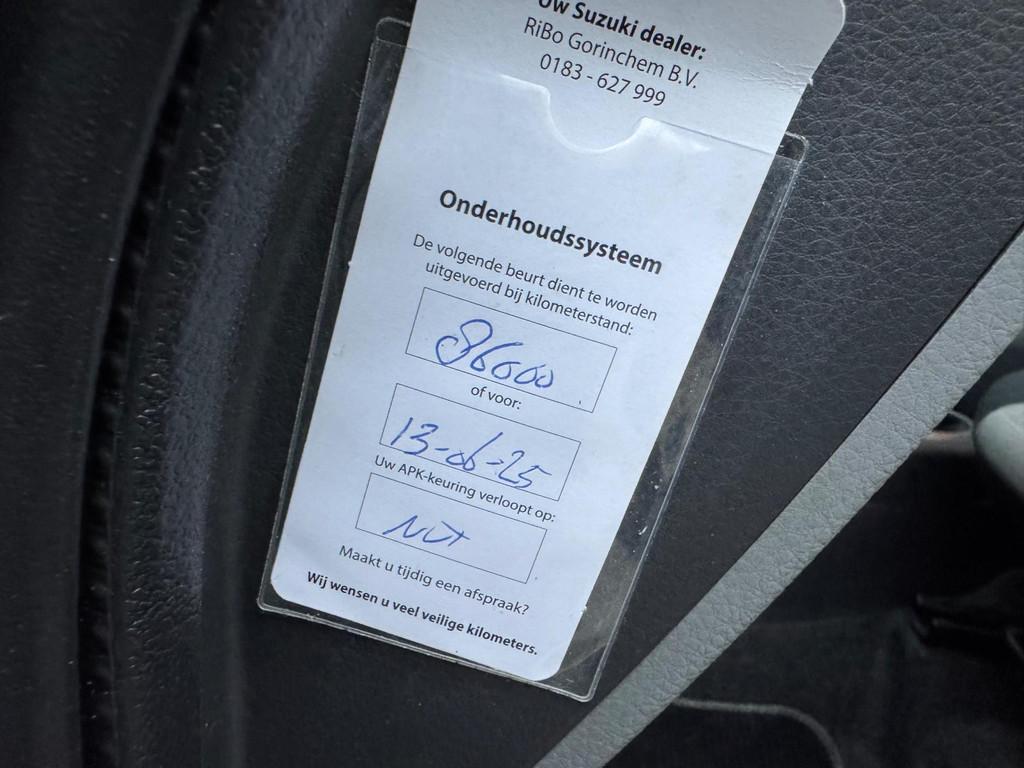 Uw Suzuki dealer:
RiBo Gorinchem B.V.
0183 - 627 999
Onderhoudssysteem
De volgende beurt dient te worden
uitgevoerd bij kilometerstand:
86000
of voor:
13-06-25
Uw APK-keuring verloopt op:
Maakt u tijdig een afspraak?
Wij wensen u veel veilige kilometers.